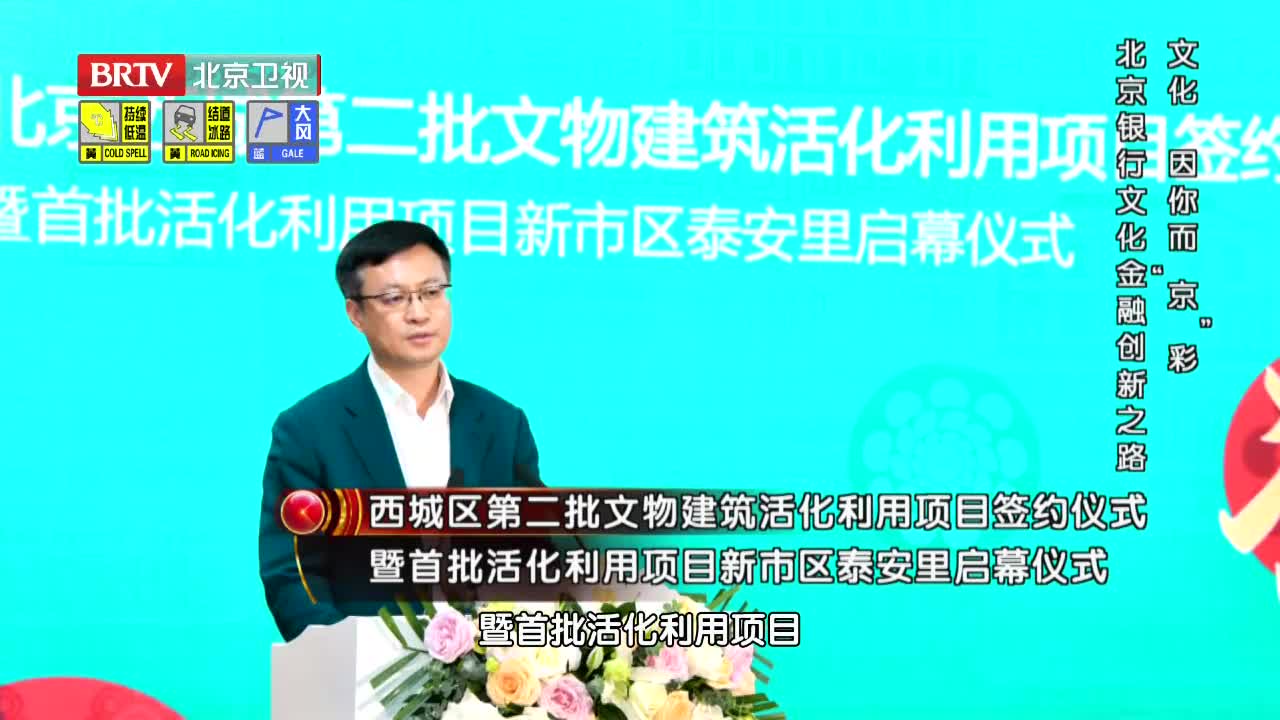 BRTV 北京卫视
持续低温
黄 COLD SPELL
结道冰路
黄 ROAD ICING
大风
蓝 GALE
文化 因你而“京”彩
北京银行文化金融创新之路
北京
第二批文物建筑活化利用项目签约
暨首批活化利用项目新市区泰安里启幕仪式
西城区第二批文物建筑活化利用项目签约仪式
暨首批活化利用项目新市区泰安里启幕仪式
暨首批活化利用项目